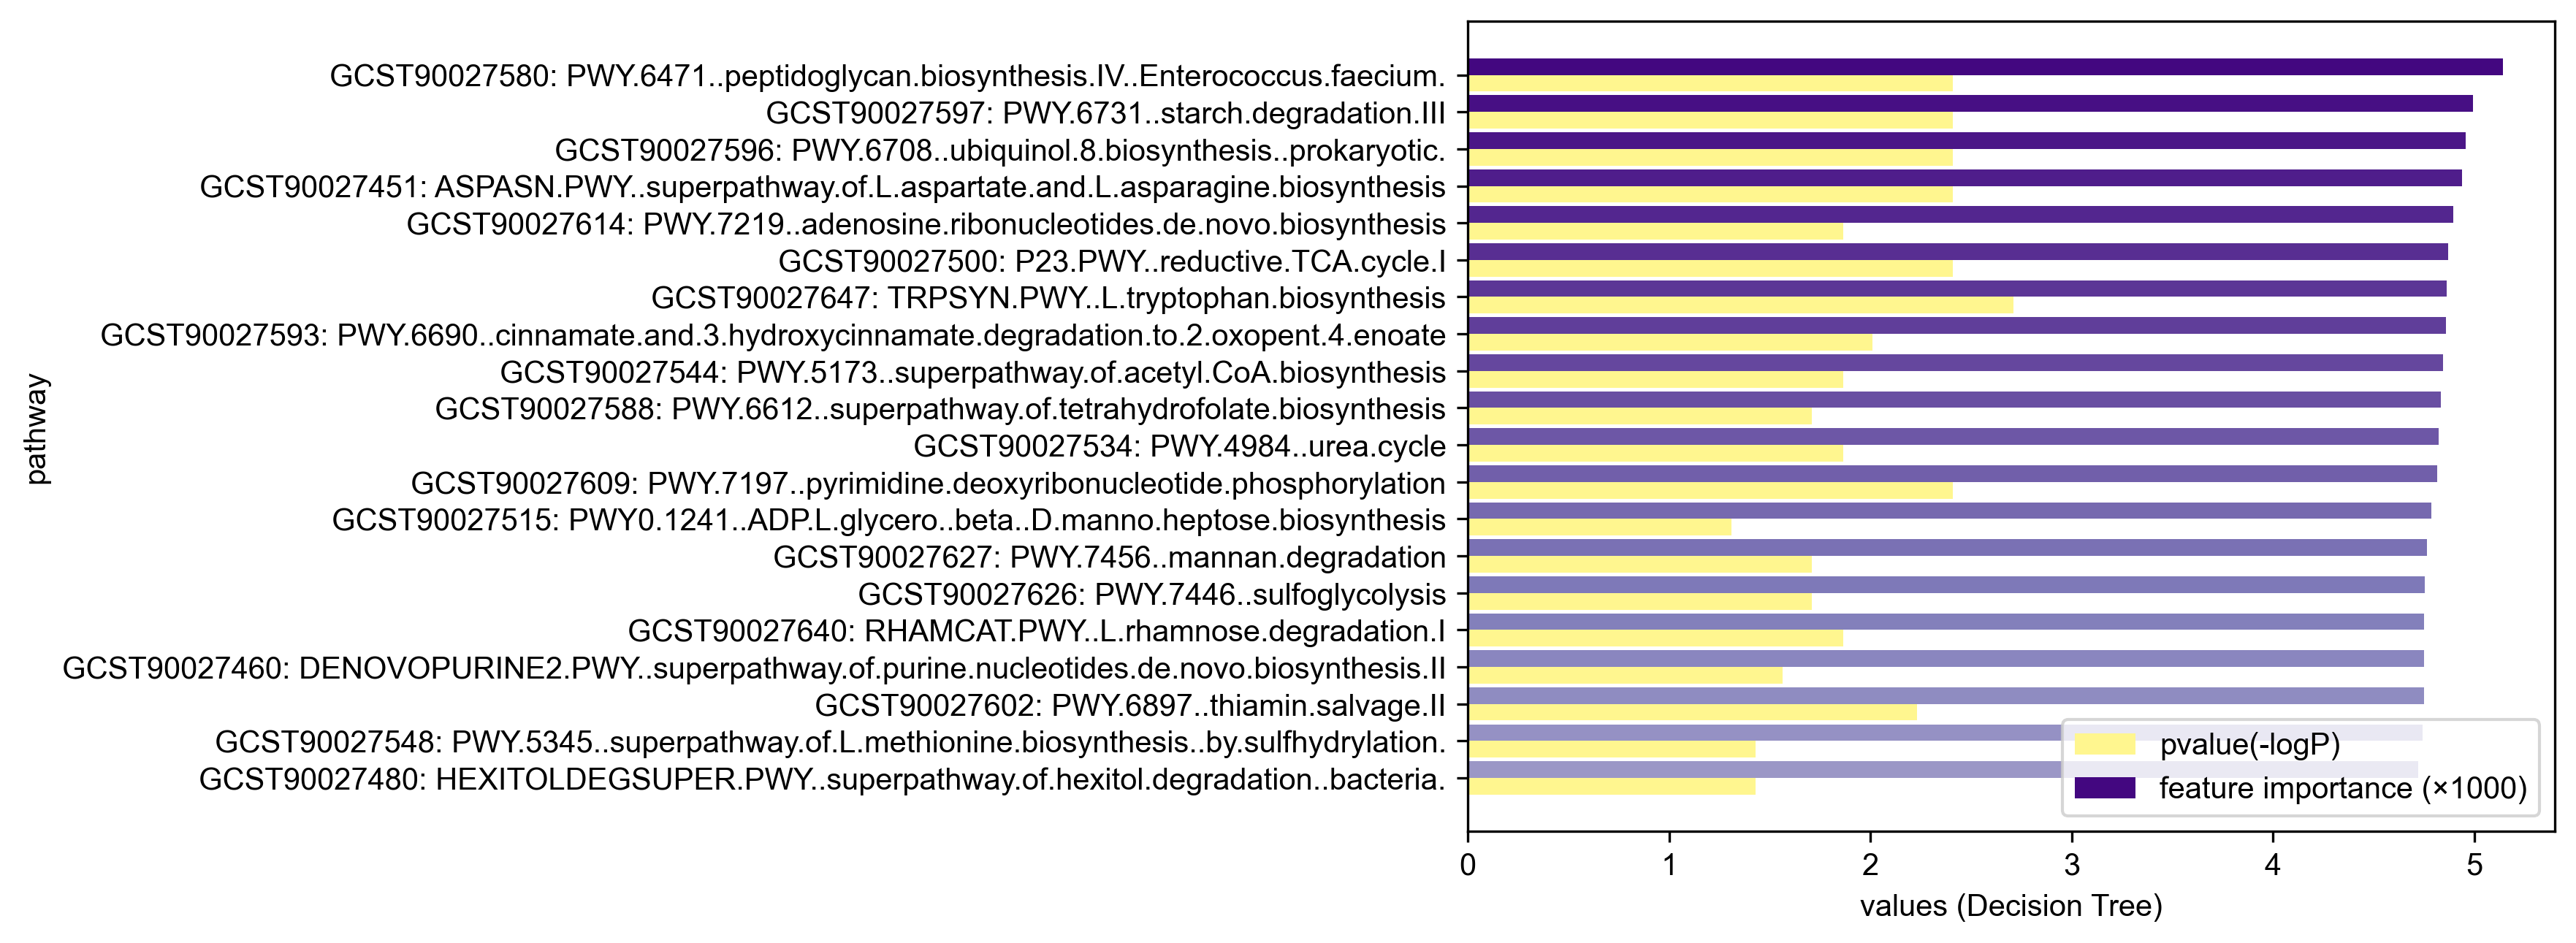 GCST90027580: PWY.6471..peptidoglycan.biosynthesis.IV..Enterococcus.faecium.
GCST90027597: PWY.6731..starch.degradation.III
GCST90027596: PWY.6708..ubiquinol.8.biosynthesis..prokaryotic.
GCST90027451: ASPASN.PWY..superpathway.of.L.aspartate.and.L.asparagine.biosynthesis
GCST90027614: PWY.7219..adenosine.ribonucleotides.de.novo.biosynthesis
GCST90027500: P23.PWY..reductive.TCA.cycle.I
GCST90027647: TRPSYN.PWY..L.tryptophan.biosynthesis
GCST90027593: PWY.6690..cinnamate.and.3.hydroxycinnamate.degradation.to.2.oxopent.4.enoate
GCST90027544: PWY.5173..superpathway.of.acetyl.CoA.biosynthesis
GCST90027588: PWY.6612..superpathway.of.tetrahydrofolate.biosynthesis
GCST90027534: PWY.4984..urea.cycle
GCST90027609: PWY.7197..pyrimidine.deoxyribonucleotide.phosphorylation
GCST90027515: PWY0.1241..ADP.L.glycero..beta..D.manno.heptose.biosynthesis
GCST90027627: PWY.7456..mannan.degradation
GCST90027626: PWY.7446..sulfoglycolysis
GCST90027640: RHAMCAT.PWY..L.rhamnose.degradation.I
GCST90027460: DENOVOPURINE2.PWY..superpathway.of.purine.nucleotides.de.novo.biosynthesis.II
GCST90027602: PWY.6897..thiamin.salvage.II
GCST90027548: PWY.5345..superpathway.of.L.methionine.biosynthesis..by.sulfhydrylation.
GCST90027480: HEXITOLDEGSUPER.PWY..superpathway.of.hexitol.degradation..bacteria.
pathway
pvalue(-logP)
feature importance (×1000)
0 1 2 3 4 5
values (Decision Tree)